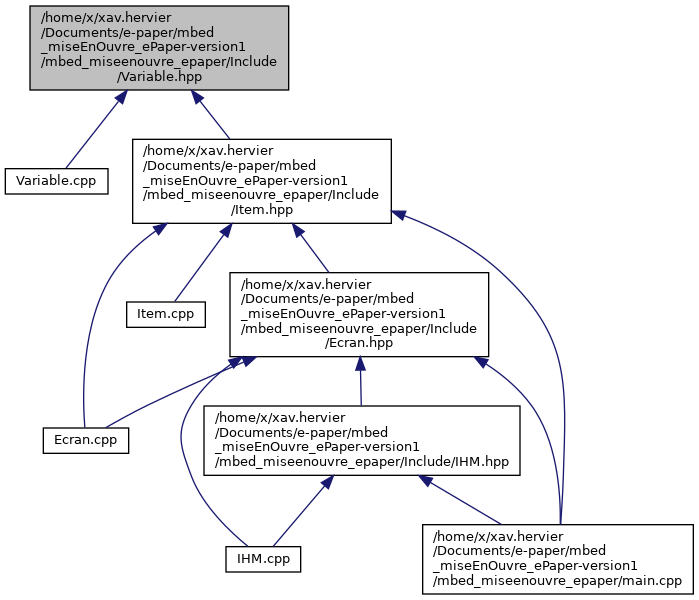 /home/x/xav.hervier
/Documents/e-paper/mbed
_miseEnOuvre_ePaper-version1
/mbed_miseenouvre_epaper/Include
/Variable.hpp
Variable.cpp
/home/x/xav.hervier
/Documents/e-paper/mbed
_miseEnOuvre_ePaper-version1
/mbed_miseenouvre_epaper/Include
/Item.hpp
Item.cpp
/home/x/xav.hervier
/Documents/e-paper/mbed
_miseEnOuvre_ePaper-version1
/mbed_miseenouvre_epaper/Include
/Ecran.hpp
Ecran.cpp
/home/x/xav.hervier
/Documents/e-paper/mbed
_miseEnOuvre_ePaper-version1
/mbed_miseenouvre_epaper/Include/IHM.hpp
IHM.cpp
/home/x/xav.hervier
/Documents/e-paper/mbed
_miseEnOuvre_ePaper-version1
/mbed_miseenouvre_epaper/main.cpp